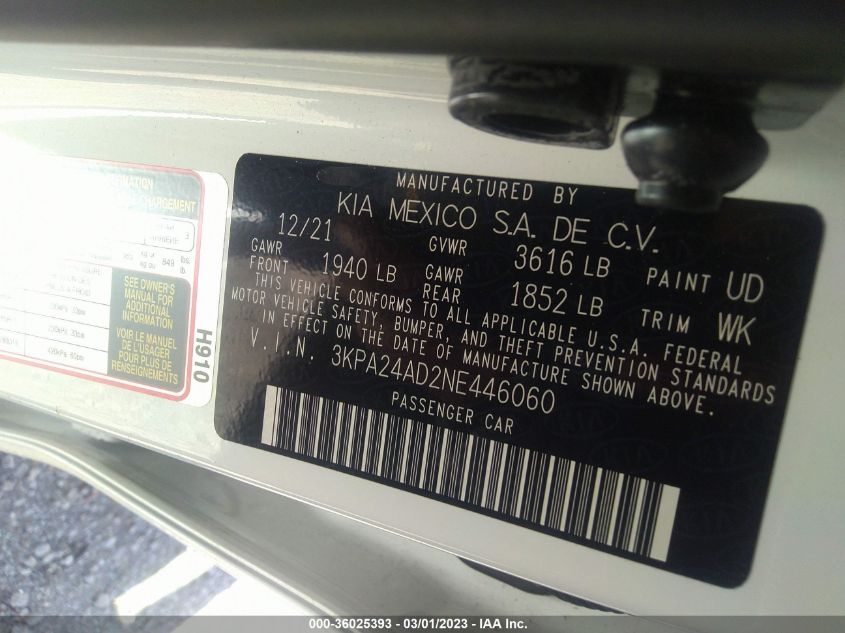 MANUFACTURED BY
KIA MEXICO S.A. DE C.V.
12/21 GVWR 3616 LB PAINT UD
GAWR FRONT 1940 LB GAWR REAR 1852 LB TRIM WK
THIS VEHICLE CONFORMS TO ALL APPLICABLE U.S.A. FEDERAL
MOTOR VEHICLE SAFETY, BUMPER, AND THEFT PREVENTION STANDARDS
IN EFFECT ON THE DATE OF MANUFACTURE SHOWN ABOVE.
V.I.N. 3KPA24AD2NE446060
PASSENGER CAR
SEE OWNER'S
MANUAL FOR
ADDITIONAL
INFORMATION
VOIR LE MANUEL
DE L'USAGER
POUR PLUS DE
RENSEIGNEMENTS
H910
000-36025393 - 03/01/2023 - IAA Inc.